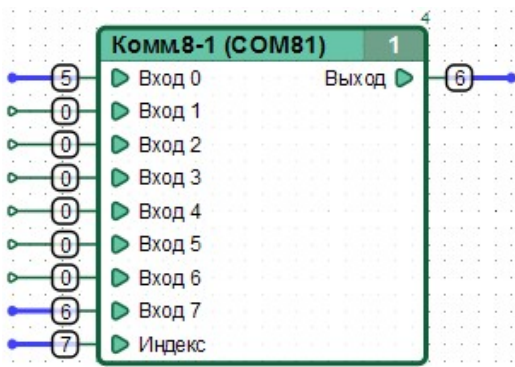 4
Комм.8-1 (COM81) 1
5 Вход 0 Выход 6
0 Вход 1
0 Вход 2
0 Вход 3
0 Вход 4
0 Вход 5
0 Вход 6
6 Вход 7
7 Индекс